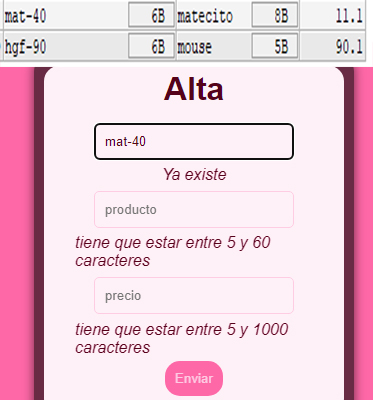 mat-40 6B matecito 8B 11.1
hgf-90 6B mouse 5B 90.1
Alta
mat-40
Ya existe
producto
tiene que estar entre 5 y 60
caracteres
precio
tiene que estar entre 5 y 1000
caracteres
Enviar